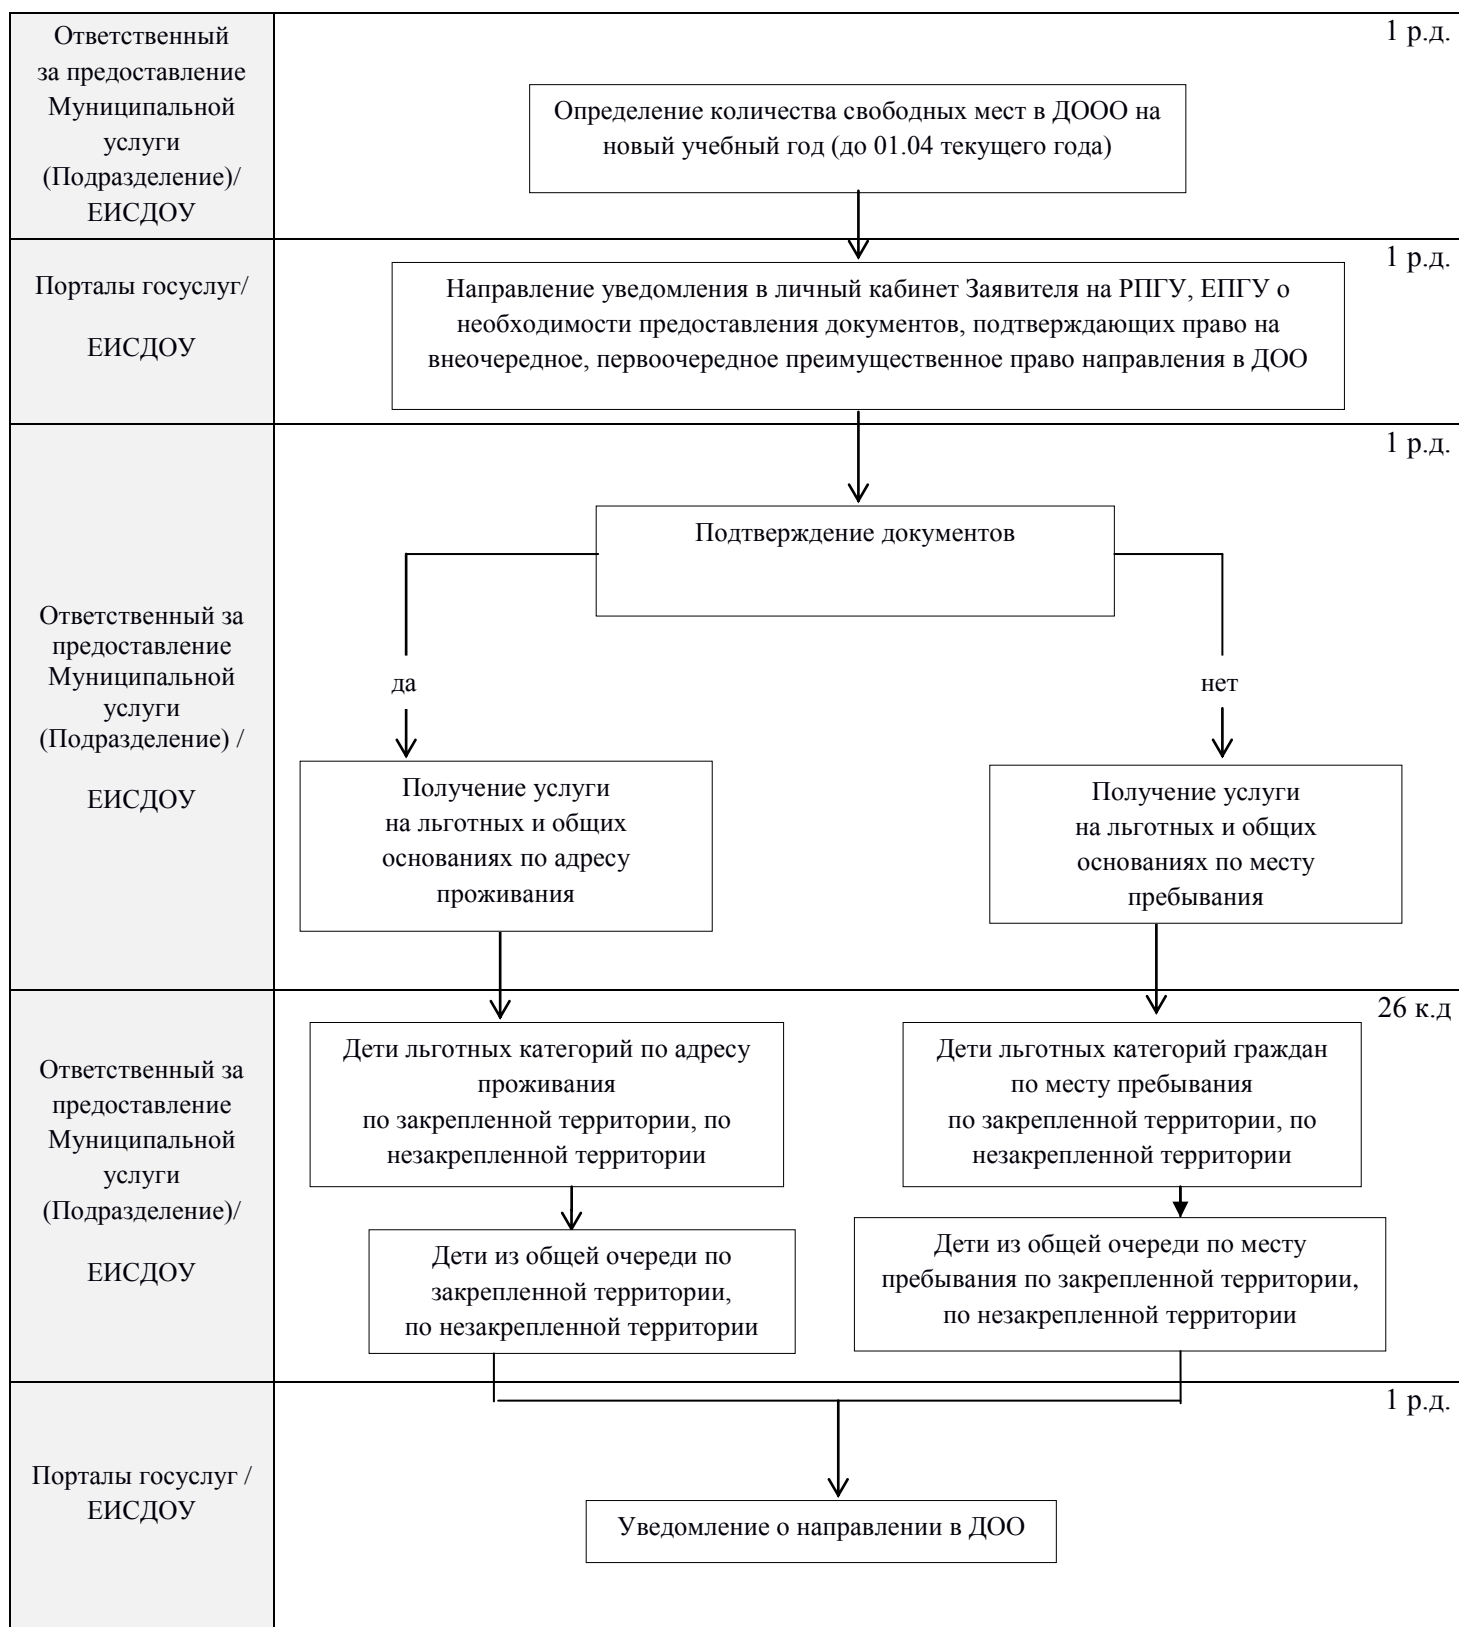 Ответственный
за предоставление
Муниципальной
услуги
(Подразделение)/
ЕИСДОУ
1 р.д.
Определение количества свободных мест в ДООО на
новый учебный год (до 01.04 текущего года)
Порталы госуслуг/
ЕИСДОУ
1 р.д.
Направление уведомления в личный кабинет Заявителя на РПГУ, ЕПГУ о
необходимости предоставления документов, подтверждающих право на
внеочередное, первоочередное преимущественное право направления в ДОО
Ответственный за
предоставление
Муниципальной
услуги
(Подразделение) /
ЕИСДОУ
1 р.д.
Подтверждение документов
да
нет
Получение услуги
на льготных и общих
основаниях по адресу
проживания
Получение услуги
на льготных и общих
основаниях по месту
пребывания
Ответственный за
предоставление
Муниципальной
услуги
(Подразделение)/
ЕИСДОУ
26 к.д
Дети льготных категорий по адресу
проживания
по закрепленной территории, по
незакрепленной территории
Дети льготных категорий граждан
по месту пребывания
по закрепленной территории, по
незакрепленной территории
Дети из общей очереди по
закрепленной территории,
по незакрепленной территории
Дети из общей очереди по месту
пребывания по закрепленной территории,
по незакрепленной территории
Порталы госуслуг /
ЕИСДОУ
1 р.д.
Уведомление о направлении в ДОО